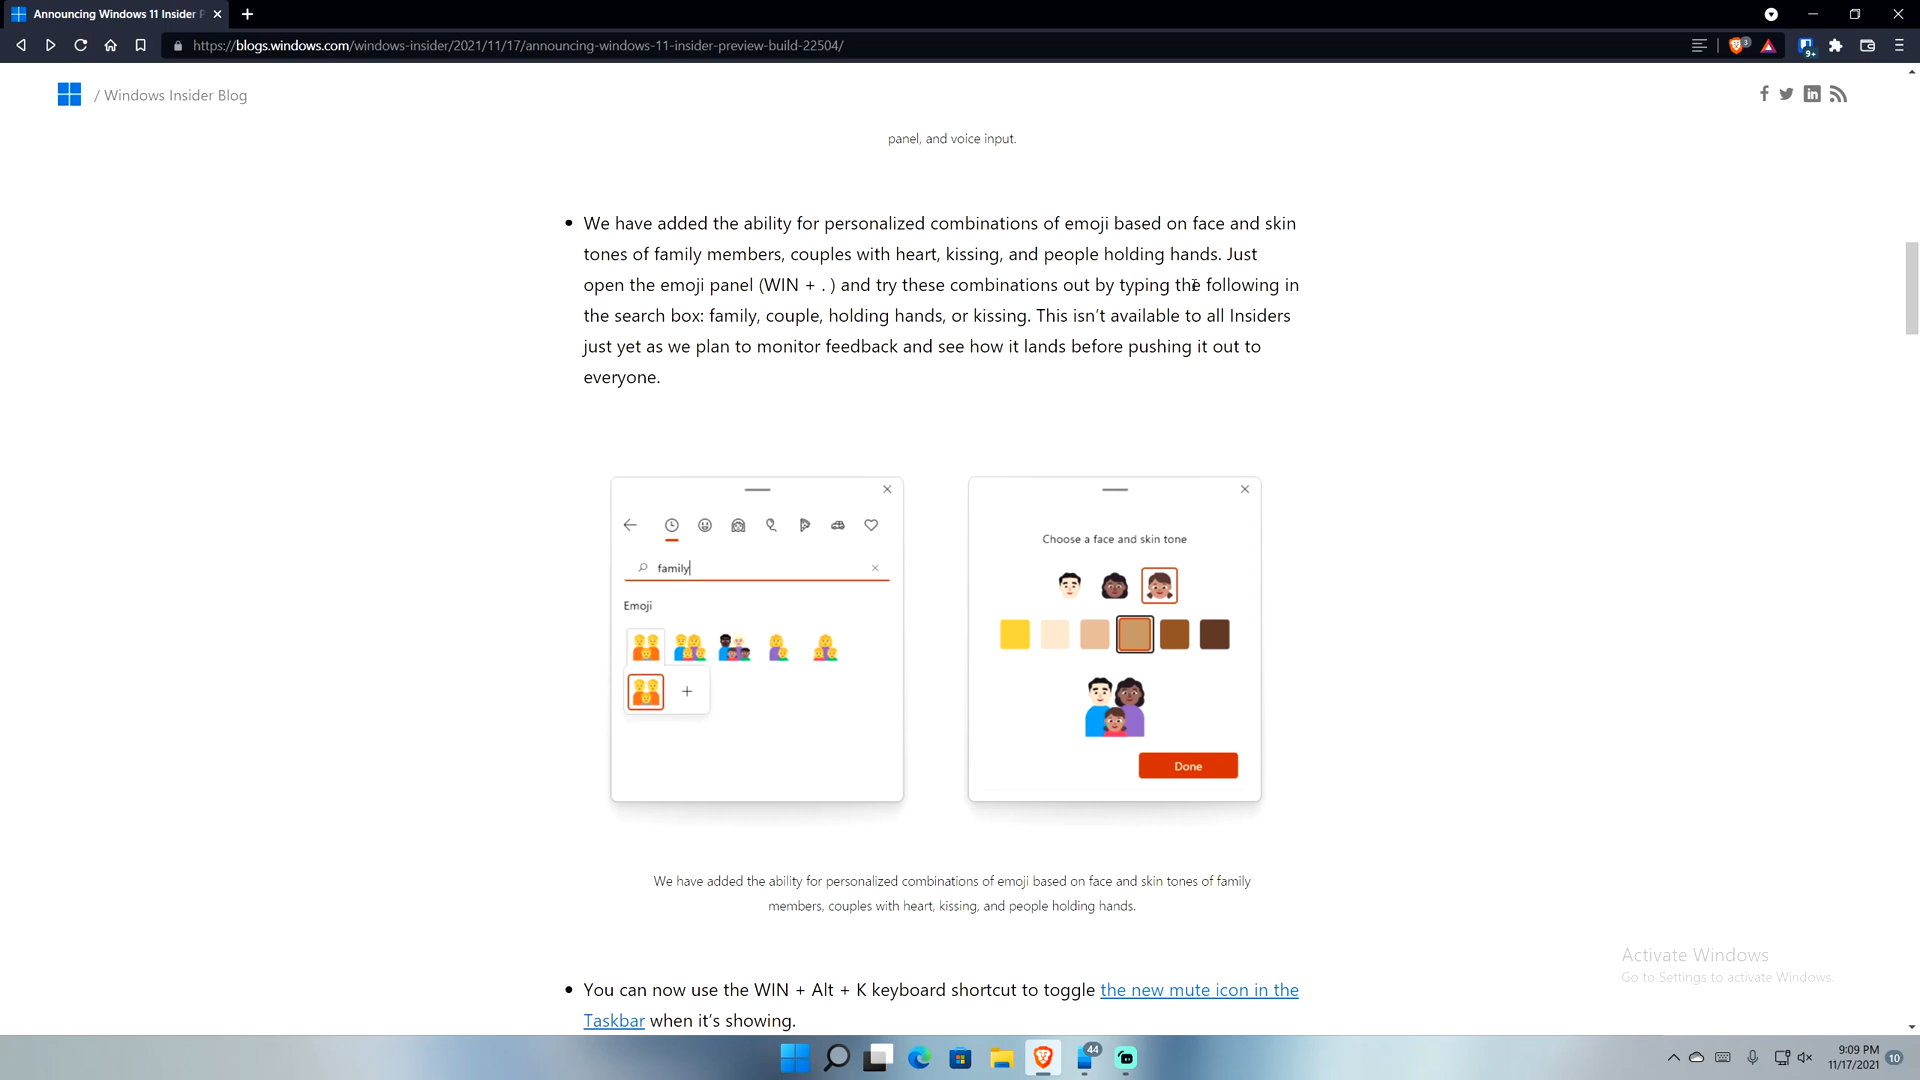 Announcing Windows 11 Insider P
https://blogs.windows.com/windows-insider/2021/11/17/announcing-windows-11-insider-preview-build-22504/
3
9+
/ Windows Insider Blog
panel, and voice input.
• We have added the ability for personalized combinations of emoji based on face and skin
tones of family members, couples with heart, kissing, and people holding hands. Just
open the emoji panel (WIN + . ) and try these combinations out by typing the following in
the search box: family, couple, holding hands, or kissing. This isn't available to all Insiders
just yet as we plan to monitor feedback and see how it lands before pushing it out to
everyone.
family
Emoji
Choose a face and skin tone
Done
We have added the ability for personalized combinations of emoji based on face and skin tones of family
members, couples with heart, kissing, and people holding hands.
Activate Windows
Go to Settings to activate Windows.
• You can now use the WIN + Alt + K keyboard shortcut to toggle the new mute icon in the
Taskbar when it's showing.
44
9:09 PM
11/17/2021
10